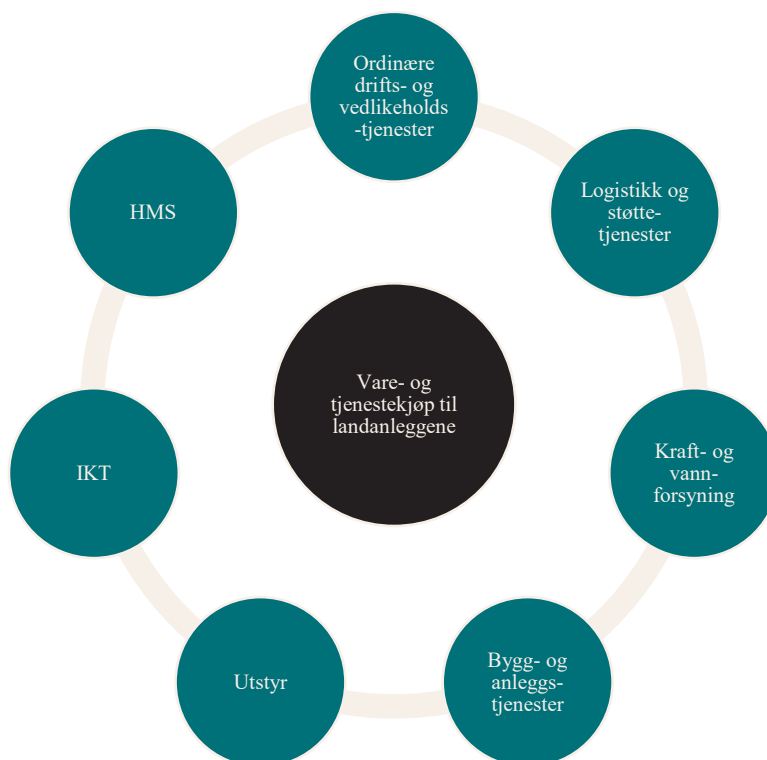 Ordinære
drifts- og
vedlikeholds
-tjenester
Logistikk og
støtte-
tjenester
Kraft- og
vann-
forsyning
Bygg- og
anleggs-
tjenester
Utstyr
IKT
HMS
Vare- og
tjenestekjøp til
landanleggene